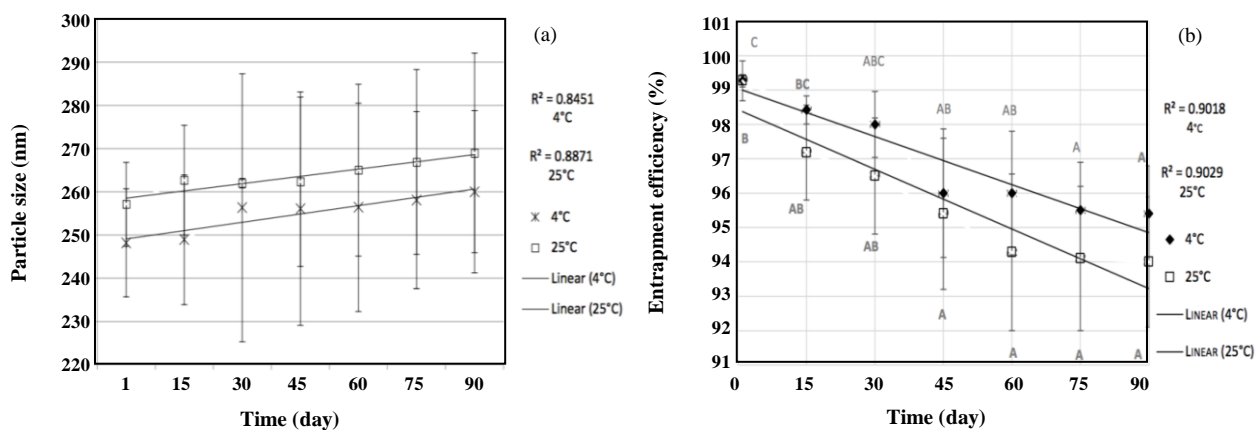 (a)
300
290
280
270
260
250
240
230
220
Particle size (nm)
1 15 30 45 60 75 90
Time (day)
R² = 0.8451
4°C
R² = 0.8871
25°C
4°C
25°C
Linear (4°C)
Linear (25°C)
(b)
101
100
99
98
97
96
95
94
93
92
91
Entrapment efficiency (%)
0 15 30 45 60 75 90
Time (day)
C
BC
ABC
AB
AB
A
A
B
AB
AB
A
A
A
A
R² = 0.9018
4°C
R² = 0.9029
25°C
4°C
25°C
LINEAR (4°C)
LINEAR (25°C)